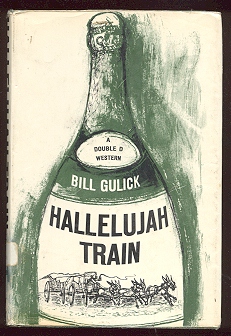 A
DOUBLE D
WESTERN
BILL GULICK
HALLELUJAH
TRAIN